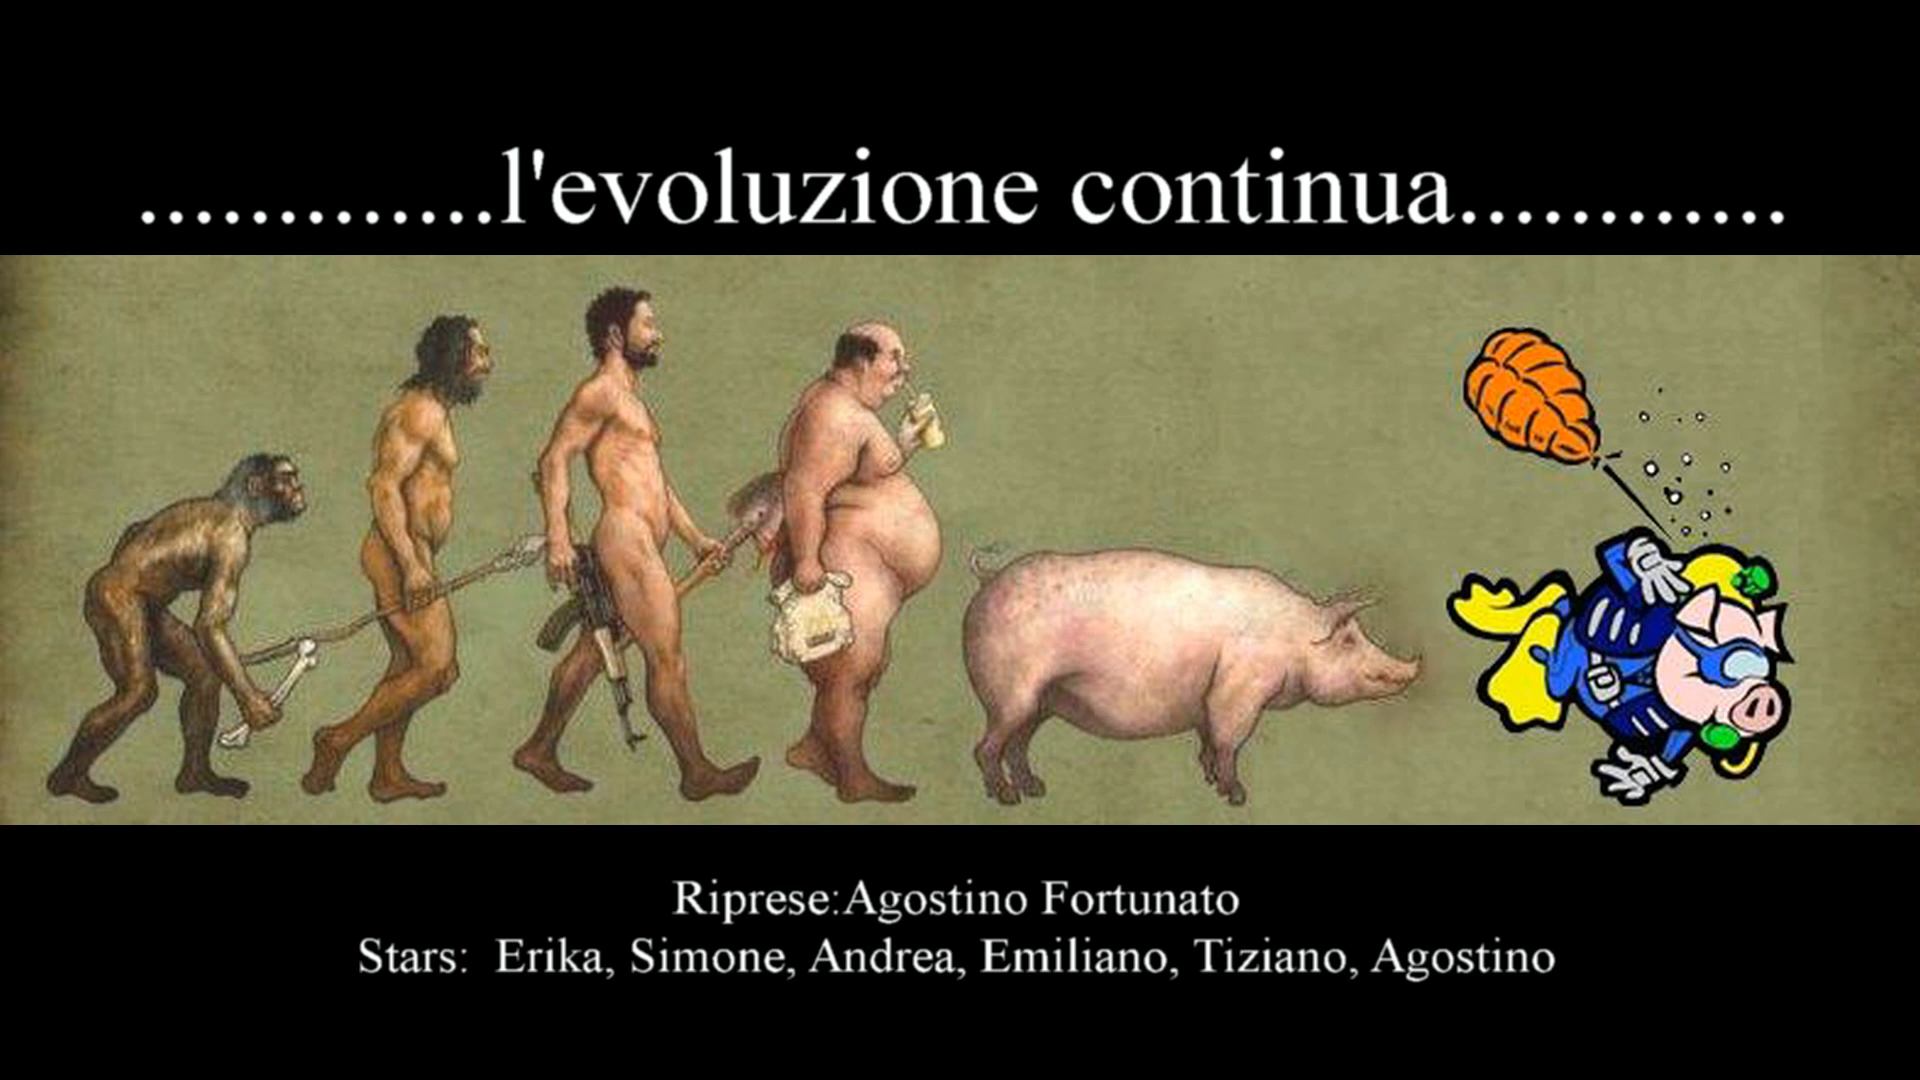 .............l'evoluzione continua............
Riprese:Agostino Fortunato
Stars:  Erika, Simone, Andrea, Emiliano, Tiziano, Agostino